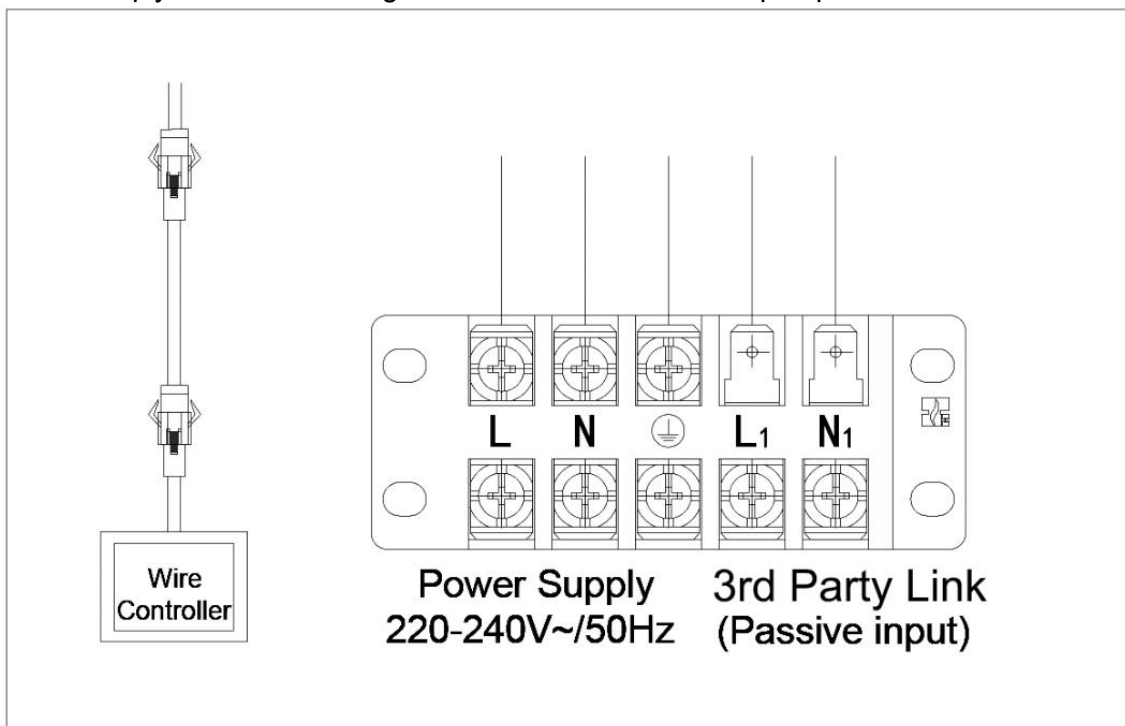 Wire
Controller
L N L1 N1
Power Supply
220-240V~/50Hz
3rd Party Link
(Passive input)